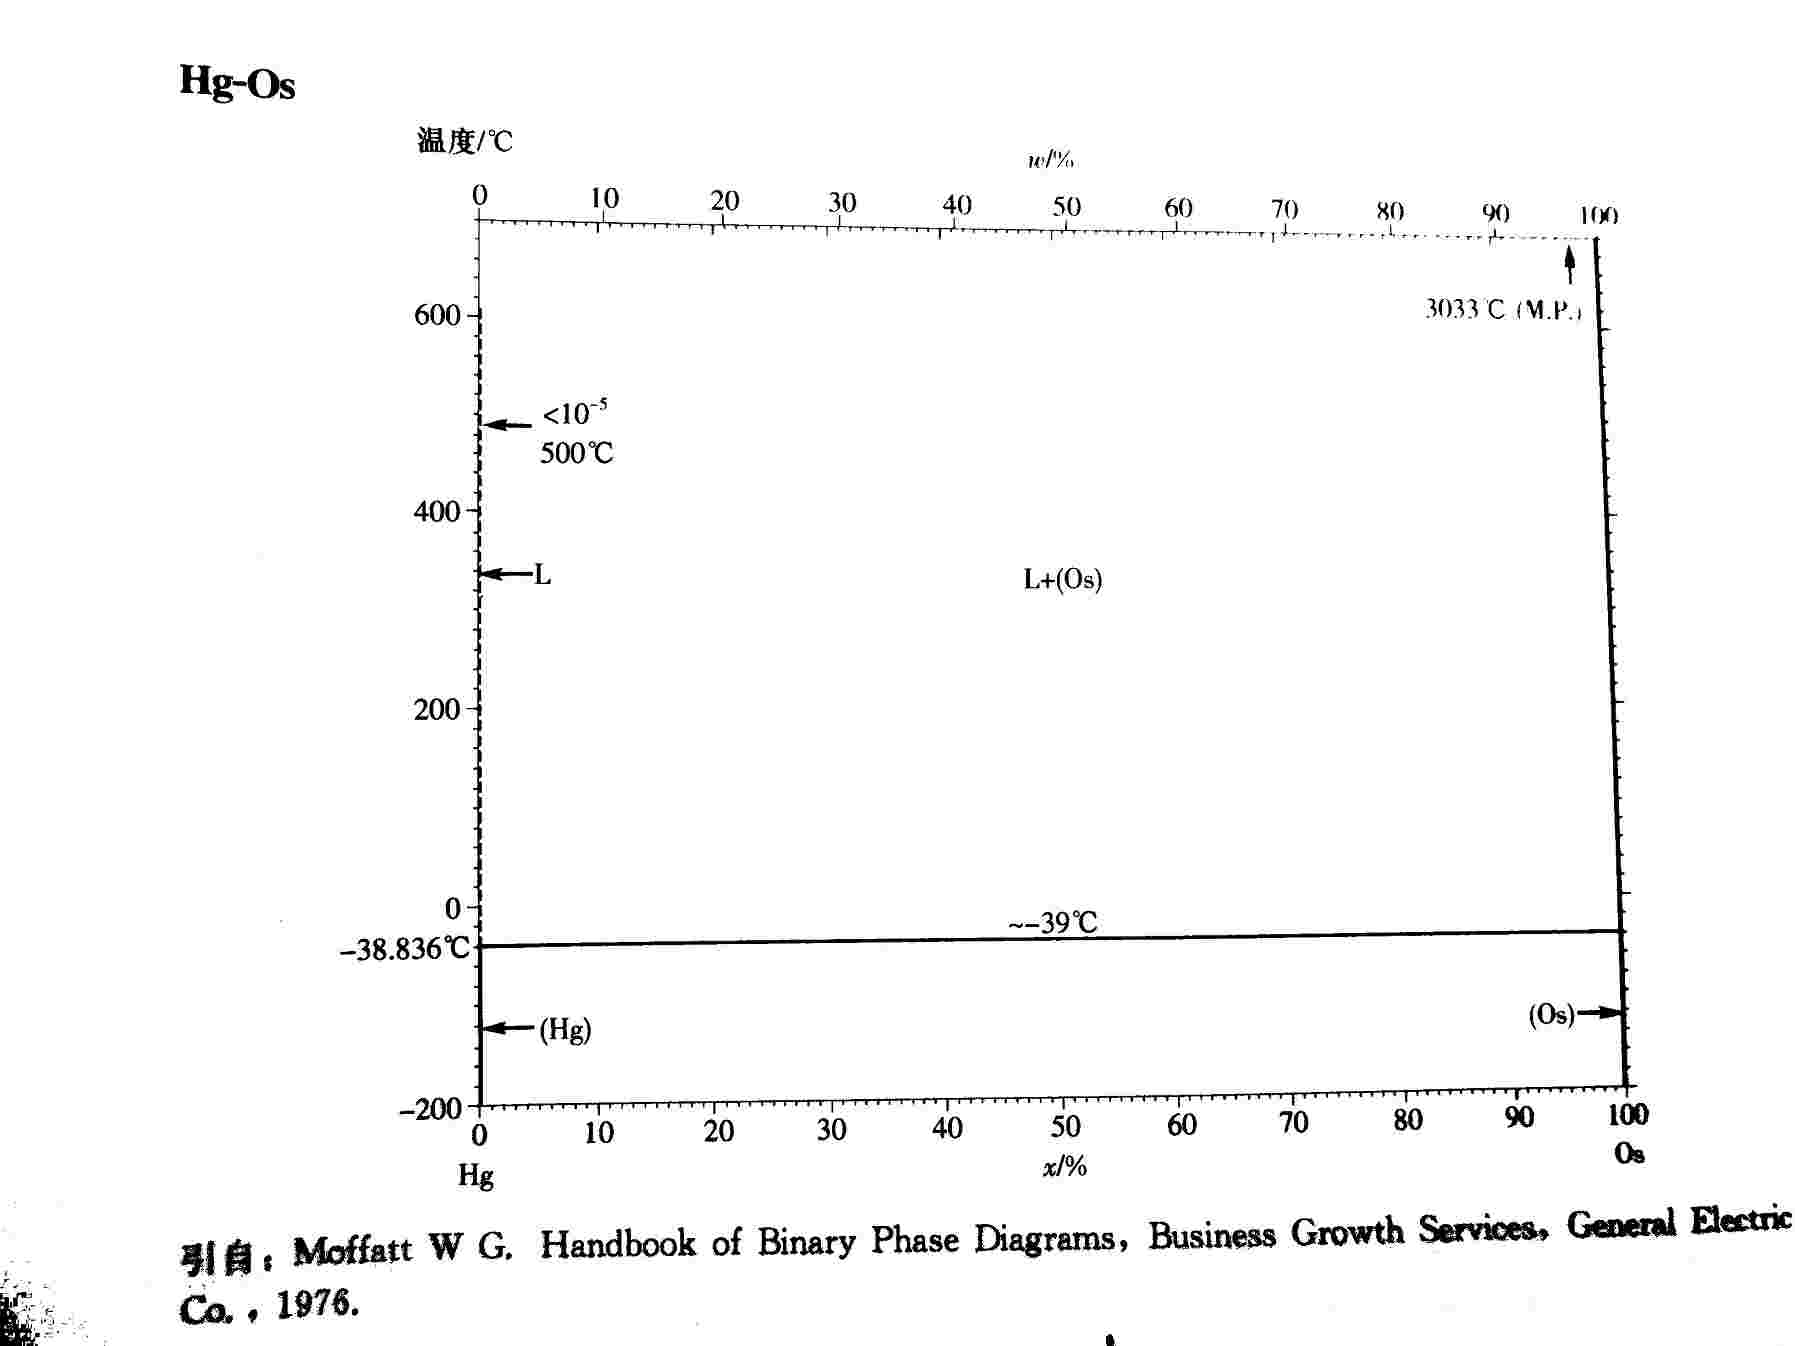 Hg-Os
温度/℃
w/%
0 10 20 30 40 50 60 70 80 90 100
3033℃ (M.P.)
600
<10⁻⁵
500℃
400
L
L+(Os)
200
0
~-39℃
-38.836℃
(Hg)
(Os)
-200
0 10 20 30 40 50 60 70 80 90 100
Hg
x/%
Os
引自：Moffatt W G. Handbook of Binary Phase Diagrams, Business Growth Services, General Electric
Co., 1976.